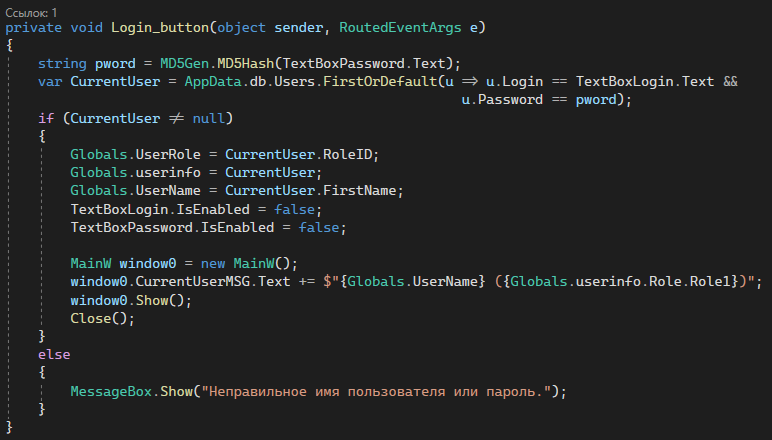 Ссылок: 1
private void Login_button(object sender, RoutedEventArgs e)
{
    string pword = MD5Gen.MD5Hash(TextBoxPassword.Text);
    var CurrentUser = AppData.db.Users.FirstOrDefault(u => u.Login == TextBoxLogin.Text &&
                                                        u.Password == pword);
    if (CurrentUser != null)
    {
        Globals.UserRole = CurrentUser.RoleID;
        Globals.userinfo = CurrentUser;
        Globals.UserName = CurrentUser.FirstName;
        TextBoxLogin.IsEnabled = false;
        TextBoxPassword.IsEnabled = false;

        MainW window0 = new MainW();
        window0.CurrentUserMSG.Text += $"{Globals.UserName} ({Globals.userinfo.Role.Role1})";
        window0.Show();
        Close();
    }
    else
    {
        MessageBox.Show("Неправильное имя пользователя или пароль.");
    }
}